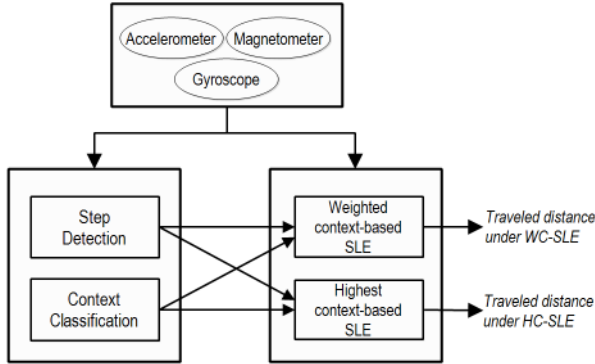 Accelerometer
Magnetometer
Gyroscope
Step
Detection
Weighted
context-based
SLE
Traveled distance
under WC-SLE
Context
Classification
Highest
context-based
SLE
Traveled distance
under HC-SLE